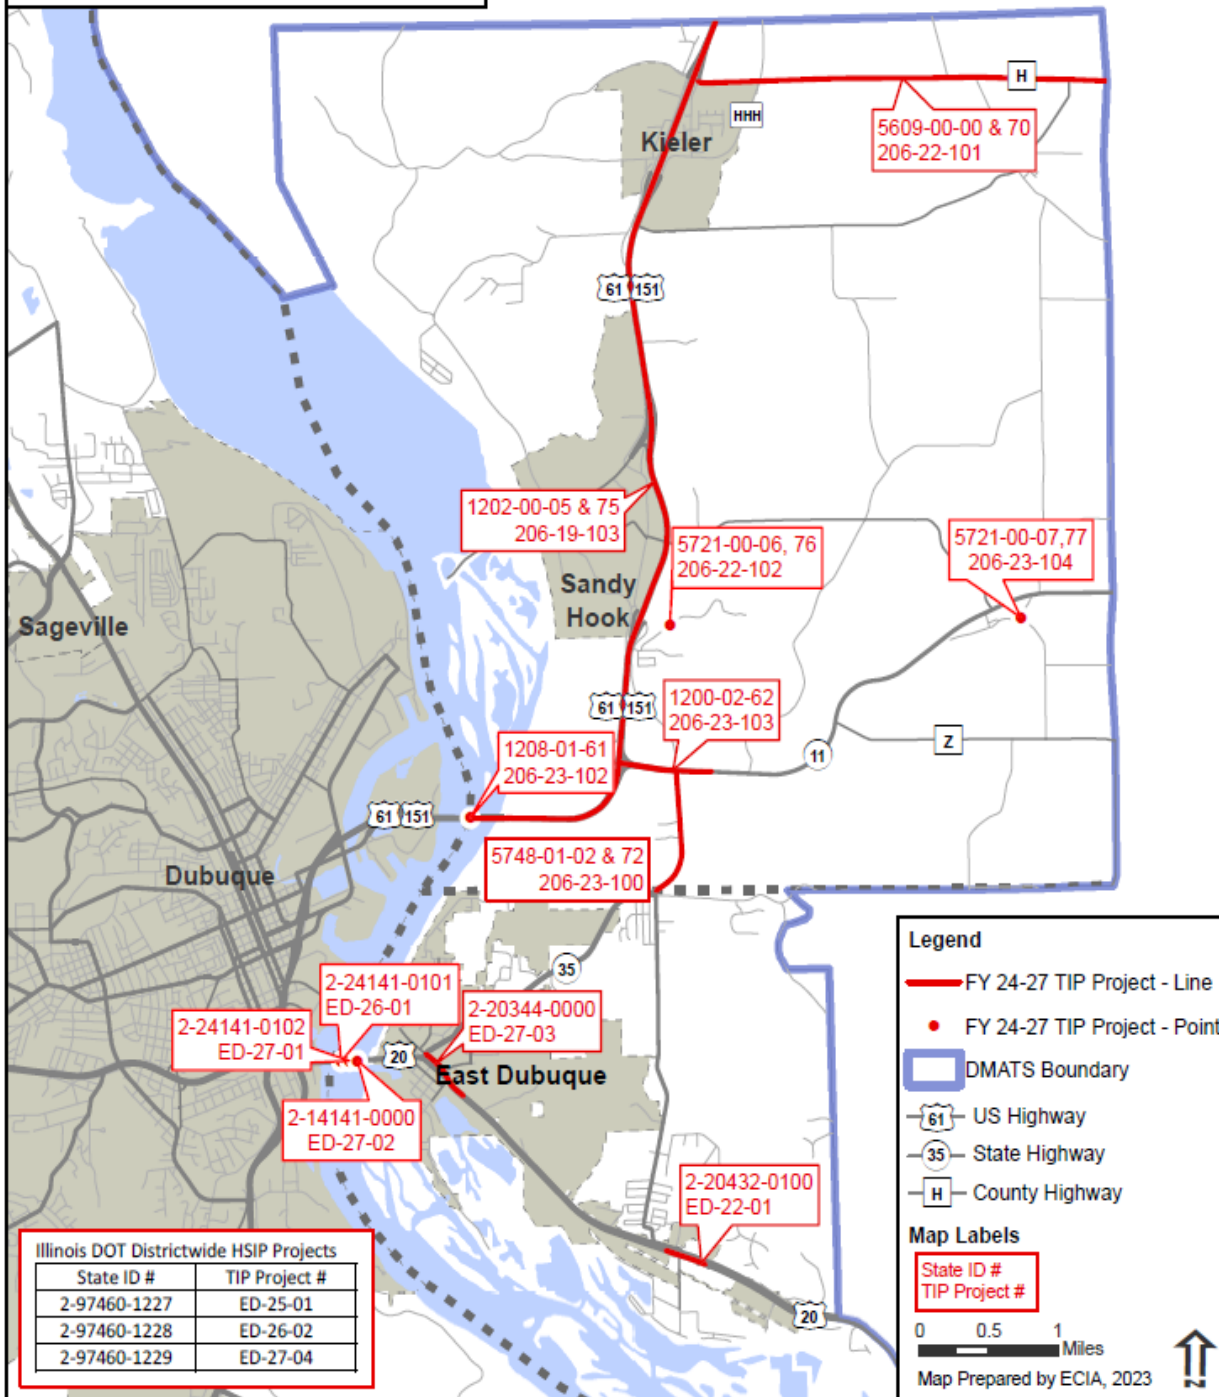 H
HHH
Kieler
5609-00-00 & 70
206-22-101
61 151
1202-00-05 & 75
206-19-103
5721-00-06, 76
206-22-102
5721-00-07,77
206-23-104
Sandy
Hook
Sageville
61 151
1200-02-62
206-23-103
Z
11
1208-01-61
206-23-102
61 151
5748-01-02 & 72
206-23-100
Dubuque
35
2-24141-0101
ED-26-01
2-20344-0000
ED-27-03
2-24141-0102
ED-27-01
20
East Dubuque
2-14141-0000
ED-27-02
2-20432-0100
ED-22-01
20
Illinois DOT Districtwide HSIP Projects
State ID # TIP Project #
2-97460-1227 ED-25-01
2-97460-1228 ED-26-02
2-97460-1229 ED-27-04
Legend
FY 24-27 TIP Project - Line
FY 24-27 TIP Project - Point
DMATS Boundary
61 US Highway
35 State Highway
H County Highway
Map Labels
State ID #
TIP Project #
0 0.5 1
Miles
Map Prepared by ECIA, 2023
N